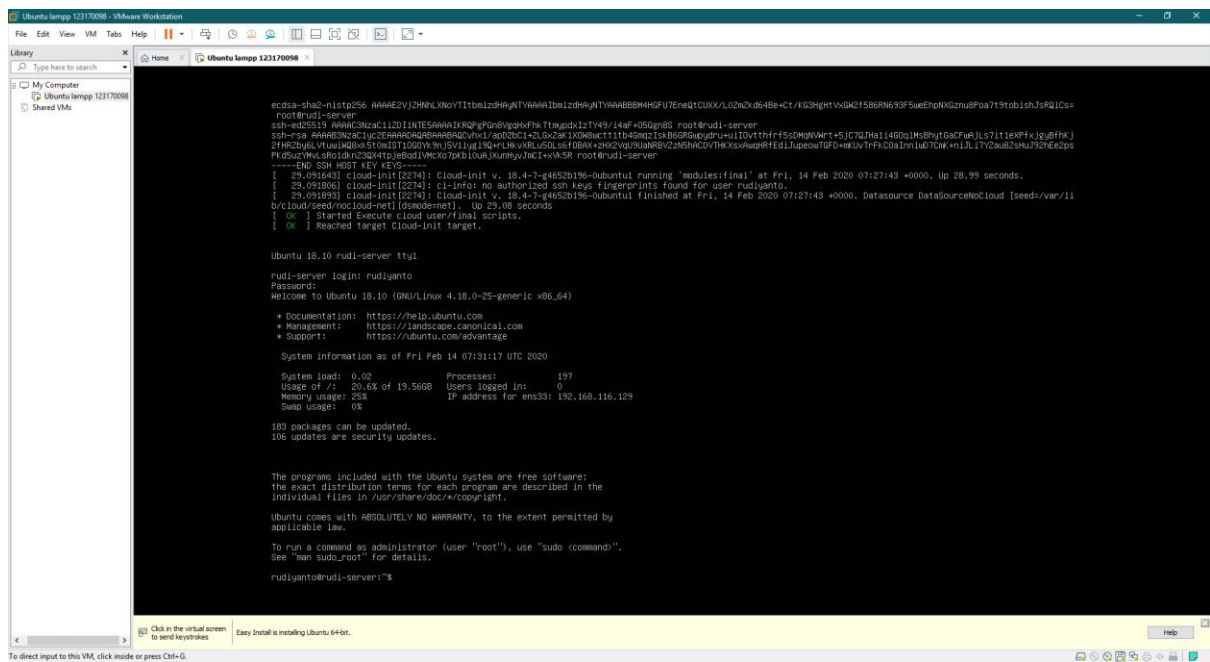 Ubuntu lampp 123170098 - VMware Workstation
File Edit View VM Tabs Help
Library
Type here to search
My Computer
Ubuntu lampp 123170098
Shared VMs
Home
Ubuntu lampp 123170098
root@rudi-server
root@rudi-server
root@rudi-server
-----END SSH HOST KEY KEYS-----
[ 29.091643] cloud-init[2274]: Cloud-init v. 18.4-7-g4652b196-0ubuntu1 running 'modules:final' at Fri, 14 Feb 2020 07:27:43 +0000. Up 28.99 seconds.
[ 29.091806] cloud-init[2274]: ci-info: no authorized ssh keys fingerprints found for user rudiyanto.
[ 29.091893] cloud-init[2274]: Cloud-init v. 18.4-7-g4652b196-0ubuntu1 finished at Fri, 14 Feb 2020 07:27:43 +0000. Datasource DataSourceNoCloud [seed=/var/li
b/cloud/seed/nocloud-net][dsmode=net]. Up 29.08 seconds
[ OK ] Started Execute cloud user/final scripts.
[ OK ] Reached target Cloud-init target.
Ubuntu 18.10 rudi-server tty1
rudi-server login: rudiyanto
Password:
Welcome to Ubuntu 18.10 (GNU/Linux 4.18.0-25-generic x86_64)
* Documentation: https://help.ubuntu.com
* Management: https://landscape.canonical.com
* Support: https://ubuntu.com/advantage
System information as of Fri Feb 14 07:31:17 UTC 2020
System load: 0.02 Processes: 197
Usage of /: 20.6% of 19.56GB Users logged in: 0
Memory usage: 25% IP address for ens33: 192.168.116.129
Swap usage: 0%
183 packages can be updated.
106 updates are security updates.
The programs included with the Ubuntu system are free software;
the exact distribution terms for each program are described in the
individual files in /usr/share/doc/*/copyright.
Ubuntu comes with ABSOLUTELY NO WARRANTY, to the extent permitted by
applicable law.
To run a command as administrator (user "root"), use "sudo <command>".
See "man sudo_root" for details.
rudiyanto@rudi-server:~$
Click in the virtual screen
to send keystrokes
Easy Install is installing Ubuntu 64-bit.
Help
To direct input to this VM, click inside or press Ctrl+G.